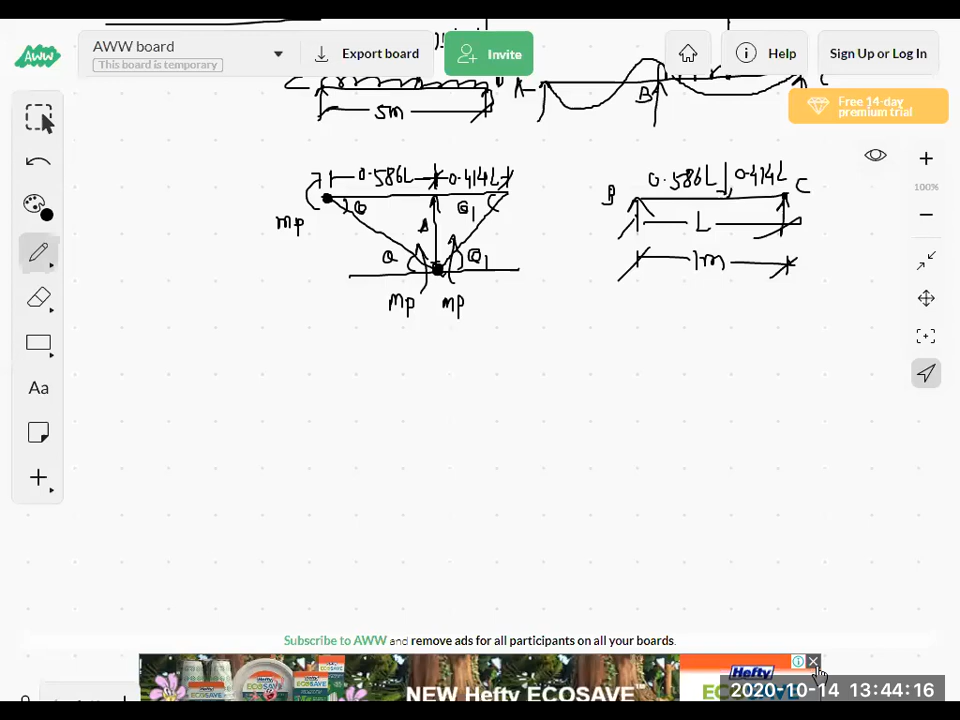 AWW
AWW board
This board is temporary
Export board
Invite
Help
Sign Up or Log In
Free 14-day
premium trial
5m
B
C
0.586L 0.414L
Mp
θ θ1 C
Δ
θ θ1
Mp Mp
0.586L 0.414L
B C
L
1m
100%
Aa
Subscribe to AWW and remove ads for all participants on all your boards.
NEW Hefty ECOSAVE™
Hefty
ECOSAVE
2020-10-14 13:44:16